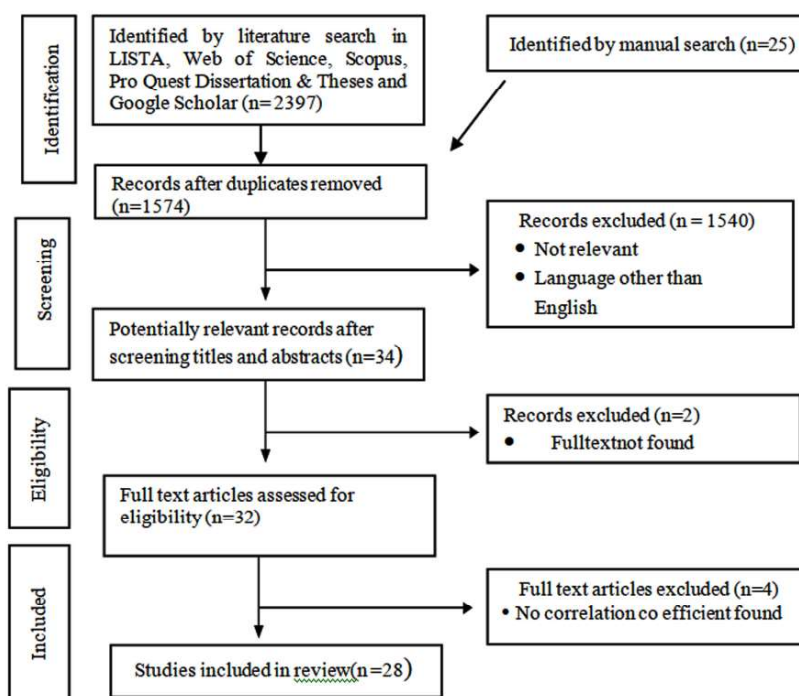 Identification
Identified by literature search in
LISTA, Web of Science, Scopus,
Pro Quest Dissertation & Theses and
Google Scholar (n=2397)
Identified by manual search (n=25)
Records after duplicates removed
(n=1574)
Screening
Records excluded (n = 1540)
• Not relevant
• Language other than
English
Potentially relevant records after
screening titles and abstracts (n=34)
Eligibility
Records excluded (n=2)
• Fulltextnot found
Full text articles assessed for
eligibility (n=32)
Included
Full text articles excluded (n=4)
• No correlation co efficient found
Studies included in review(n=28)